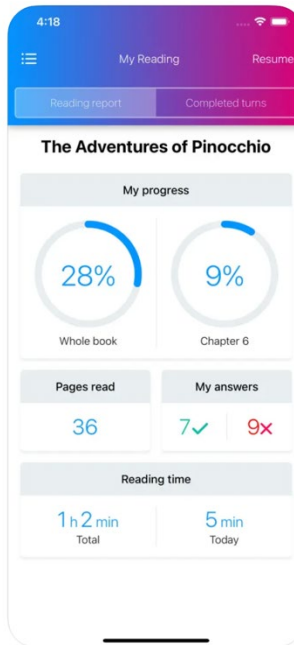 4:18
My Reading
Resume
Reading report
Completed turns
The Adventures of Pinocchio
My progress
28%
9%
Whole book
Chapter 6
Pages read
My answers
36
7✓ 9×
Reading time
1 h 2 min
5 min
Total
Today